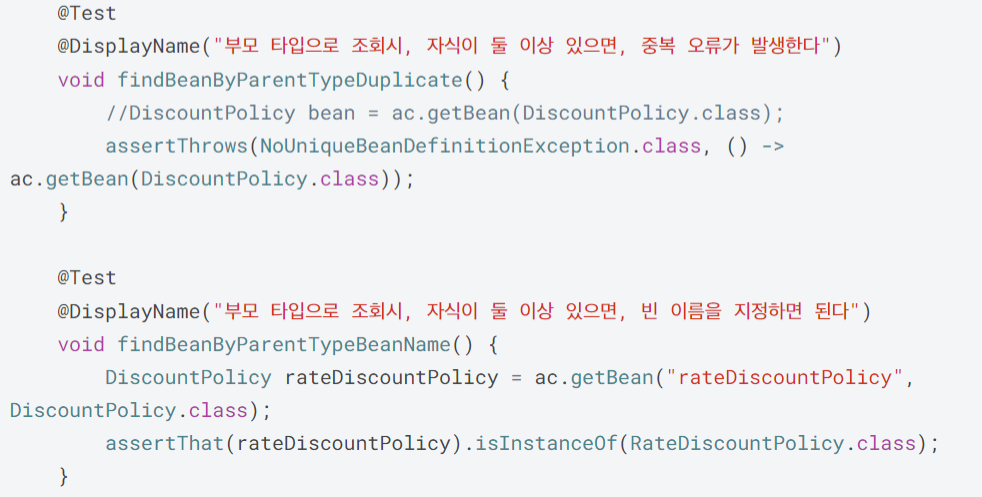 @Test
@DisplayName("부모 타입으로 조회시, 자식이 둘 이상 있으면, 중복 오류가 발생한다")
void findBeanByParentTypeDuplicate() {
//DiscountPolicy bean = ac.getBean(DiscountPolicy.class);
assertThrows(NoUniqueBeanDefinitionException.class, () ->
ac.getBean(DiscountPolicy.class));
}
@Test
@DisplayName("부모 타입으로 조회시, 자식이 둘 이상 있으면, 빈 이름을 지정하면 된다")
void findBeanByParentTypeBeanName() {
DiscountPolicy rateDiscountPolicy = ac.getBean("rateDiscountPolicy",
DiscountPolicy.class);
assertThat(rateDiscountPolicy).isInstanceOf(RateDiscountPolicy.class);
}